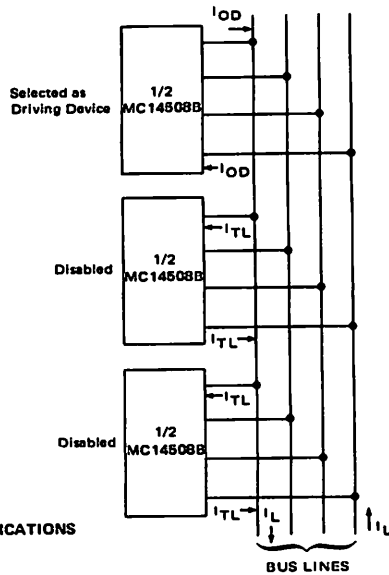 IOD
Selected as
Driving Device
1/2
MC14508B
IOD
ITL
Disabled
1/2
MC14508B
ITL
ITL
Disabled
1/2
MC14508B
ITL
IL
IL
RCATIONS
BUS LINES